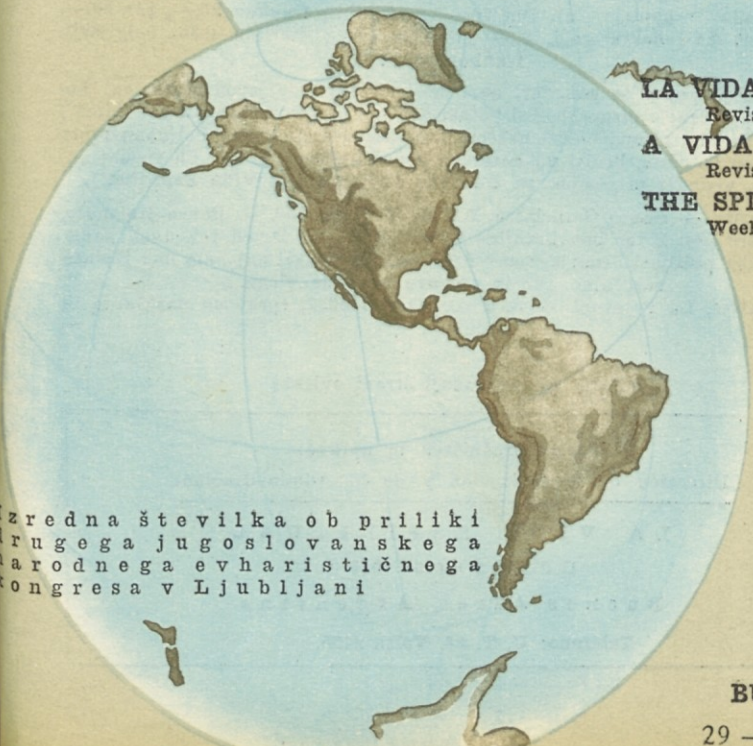 LA VIDA
Revis
A VIDA
Revis
THE SPI
Week
zredna številka ob priliki
rugega jugoslovanskega
arodnega evharističnega
ongresa v Ljubljani
BU
29 –